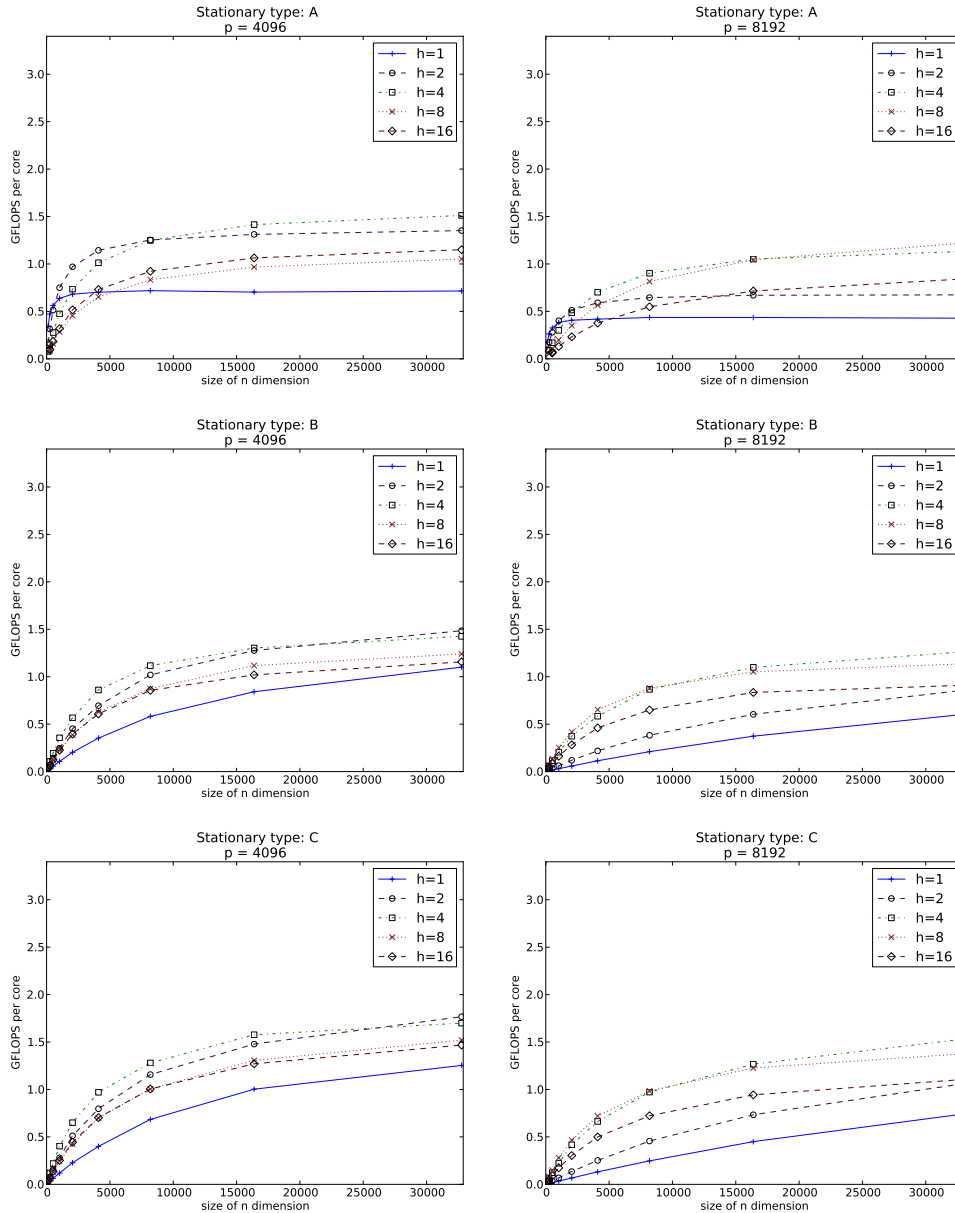 Stationary type: A
p = 4096
GFLOPS per core
3.0
2.5
2.0
1.5
1.0
0.5
0.0
h=1
h=2
h=4
h=8
h=16
0
5000
10000
15000
20000
25000
30000
size of n dimension
Stationary type: A
p = 8192
GFLOPS per core
3.0
2.5
2.0
1.5
1.0
0.5
0.0
h=1
h=2
h=4
h=8
h=16
0
5000
10000
15000
20000
25000
30000
size of n dimension
Stationary type: B
p = 4096
GFLOPS per core
3.0
2.5
2.0
1.5
1.0
0.5
0.0
h=1
h=2
h=4
h=8
h=16
0
5000
10000
15000
20000
25000
30000
size of n dimension
Stationary type: B
p = 8192
GFLOPS per core
3.0
2.5
2.0
1.5
1.0
0.5
0.0
h=1
h=2
h=4
h=8
h=16
0
5000
10000
15000
20000
25000
30000
size of n dimension
Stationary type: C
p = 4096
GFLOPS per core
3.0
2.5
2.0
1.5
1.0
0.5
0.0
h=1
h=2
h=4
h=8
h=16
0
5000
10000
15000
20000
25000
30000
size of n dimension
Stationary type: C
p = 8192
GFLOPS per core
3.0
2.5
2.0
1.5
1.0
0.5
0.0
h=1
h=2
h=4
h=8
h=16
0
5000
10000
15000
20000
25000
30000
size of n dimension